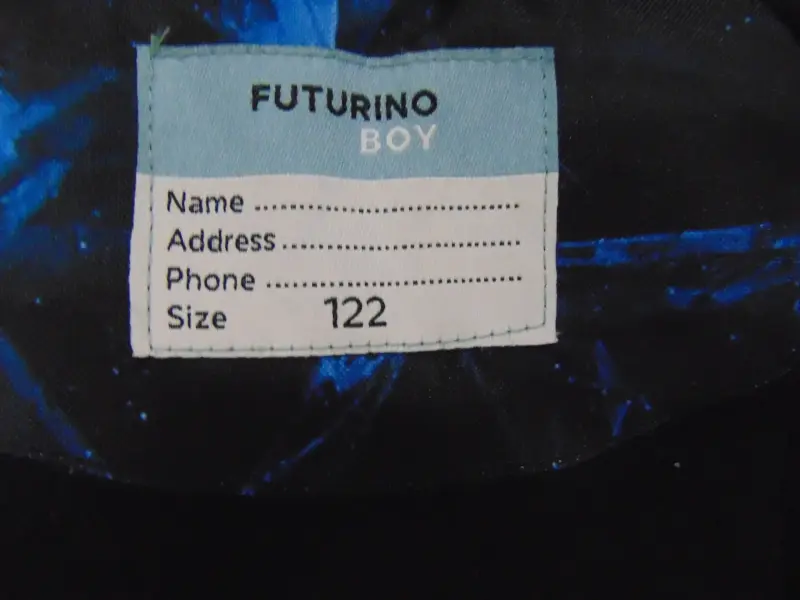 FUTURINO
BOY
Name ........................................
Address ....................................
Phone ......................................
Size 122